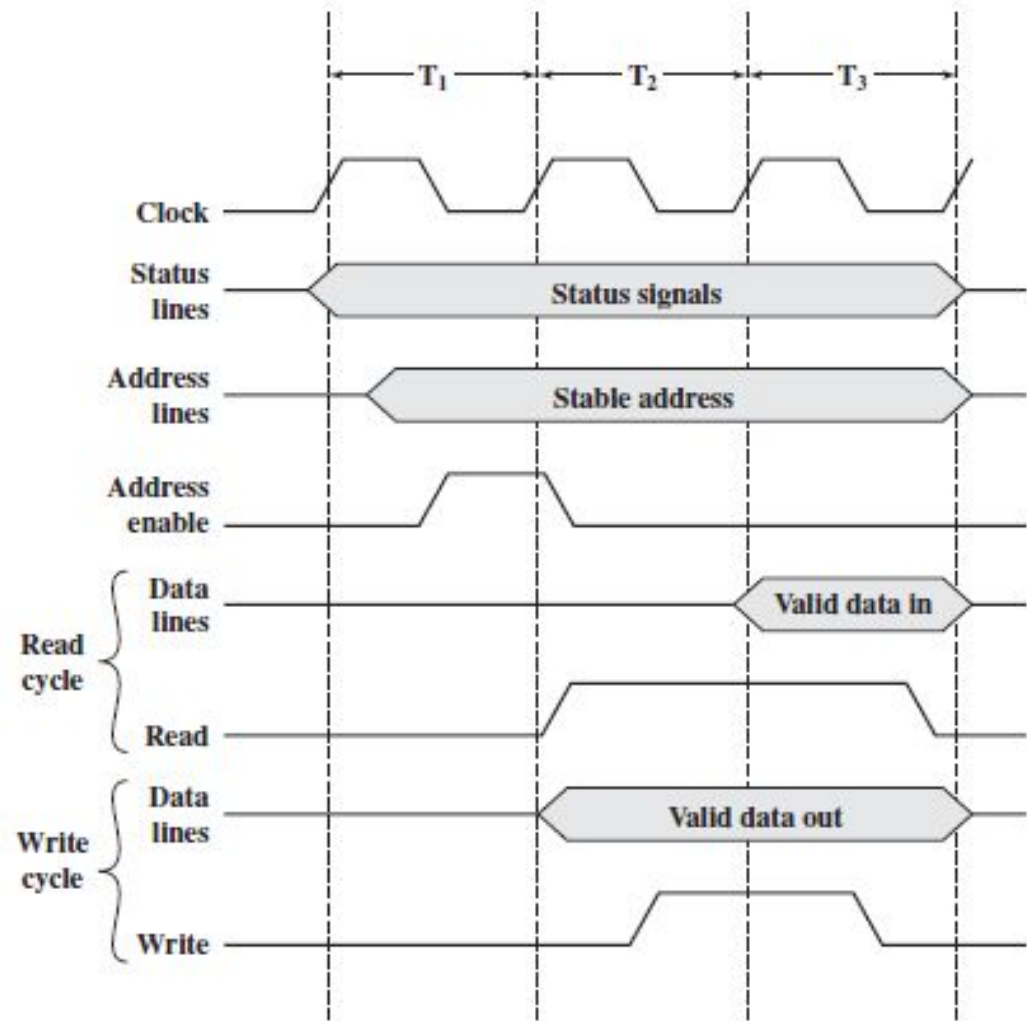 T₁ T₂ T₃
Clock
Status
lines
Status signals
Address
lines
Stable address
Address
enable
Read
cycle
Data
lines
Valid data in
Read
Write
cycle
Data
lines
Valid data out
Write